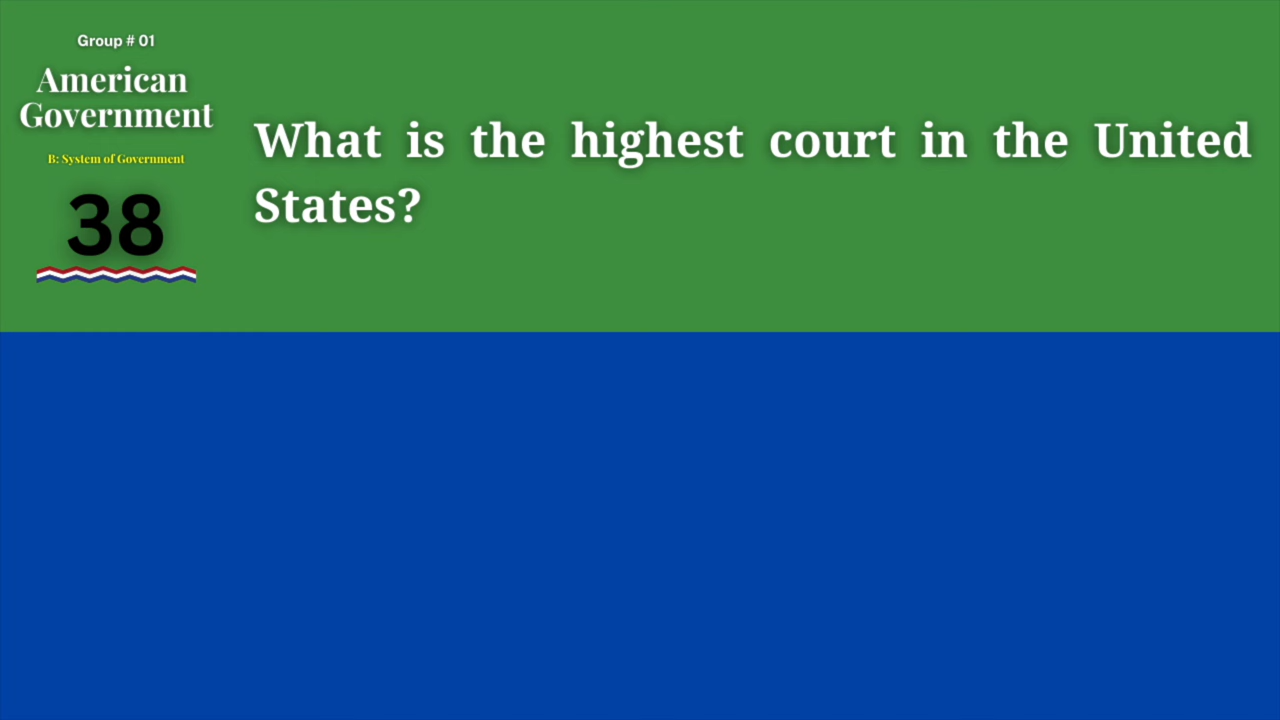 Group # 01
American
Government
B: System of Government
38
What is the highest court in the United
States?